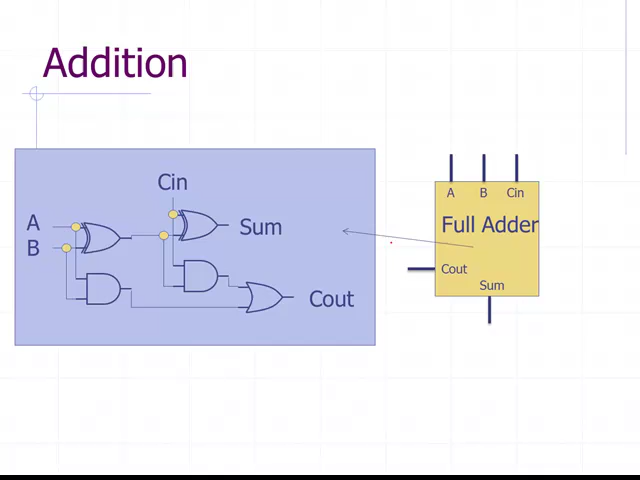 Addition
Cin
A
B
Sum
Cout
A B Cin
Full Adder
Cout
Sum